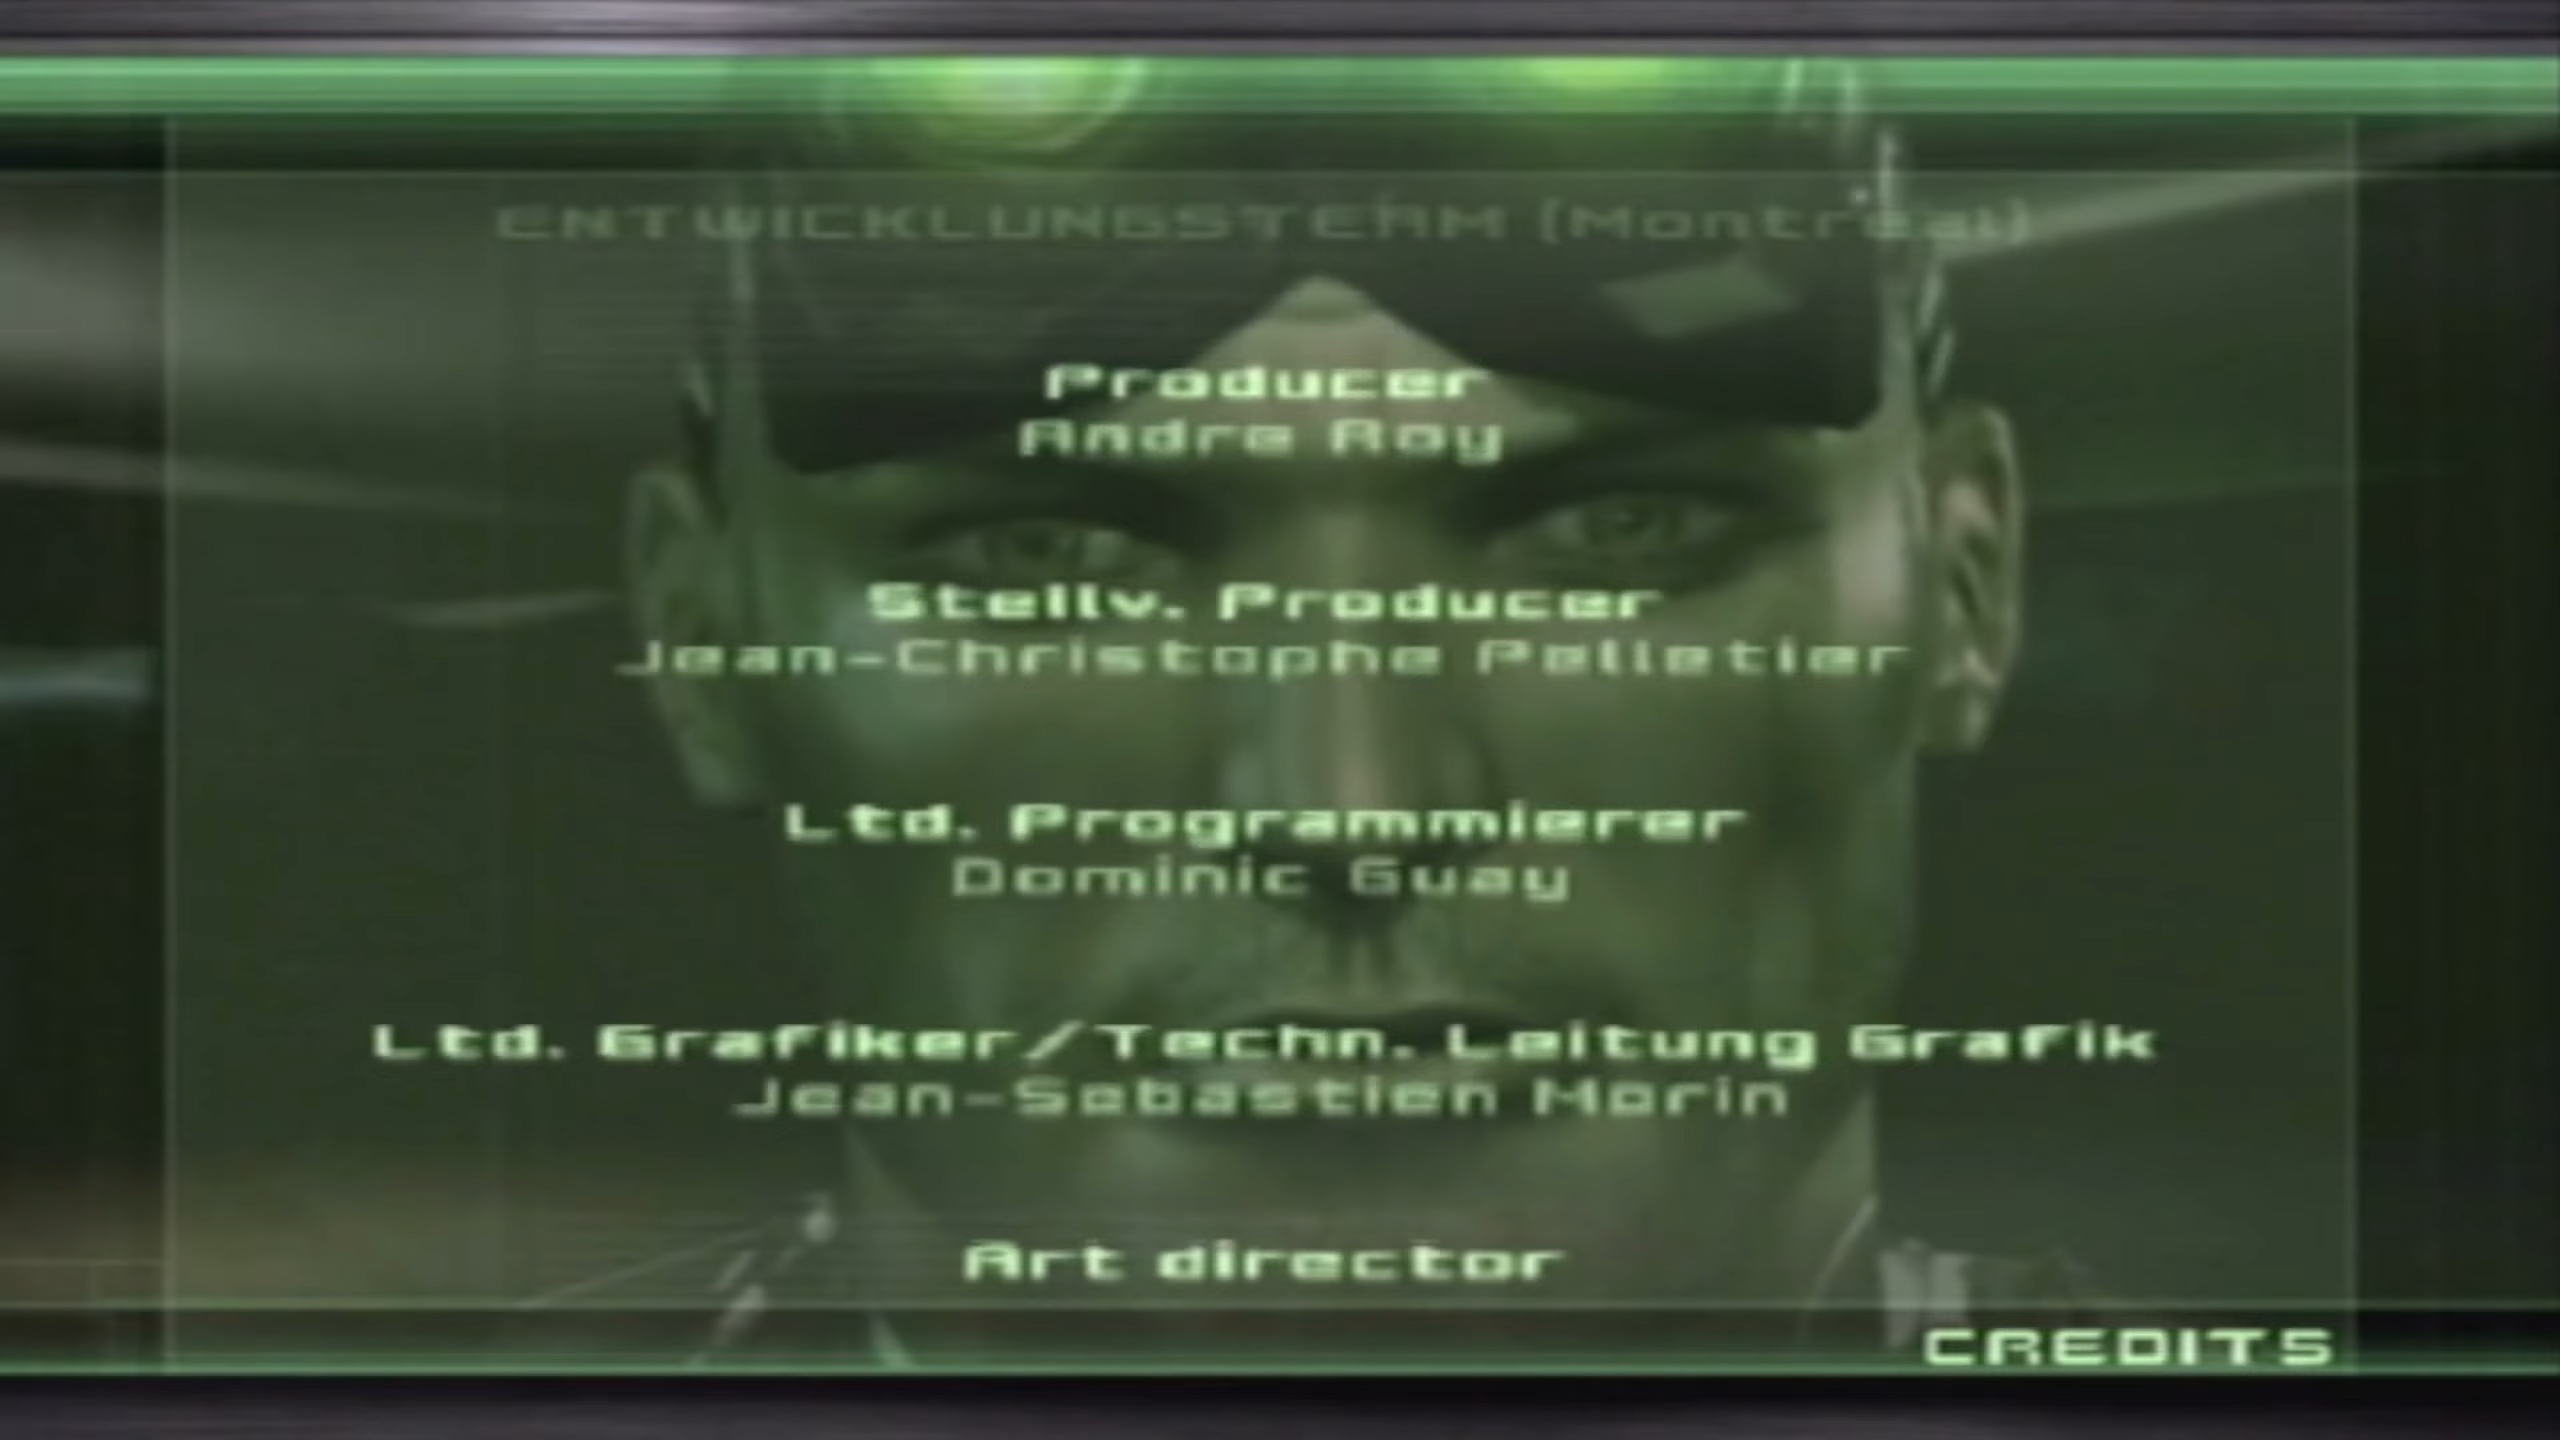 ENTWICKLUNGSTEAM (Montreal)
Producer
Andre Roy
Stellv. Producer
Jean-Christophe Pelletier
Ltd. Programmierer
Dominic Guay
Ltd. Grafiker/Techn. Leitung Grafik
Jean-Sebastien Morin
Art director
CREDITS